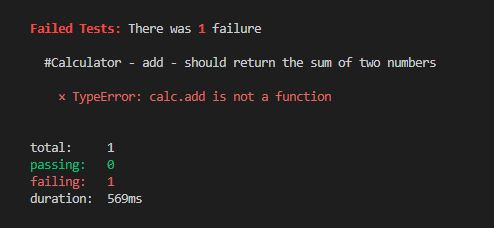 Failed Tests: There was 1 failure
#Calculator - add - should return the sum of two numbers
× TypeError: calc.add is not a function
total: 1
passing: 0
failing: 1
duration: 569ms